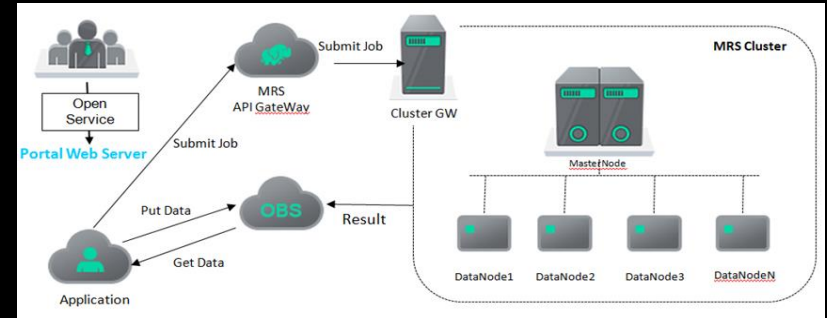 Open
Service
Portal Web Server
Submit Job
MRS
API GateWay
Submit Job
Cluster GW
MRS Cluster
MasterNode
Put Data
OBS
Get Data
Result
Application
DataNode1
DataNode2
DataNode3
DataNodeN